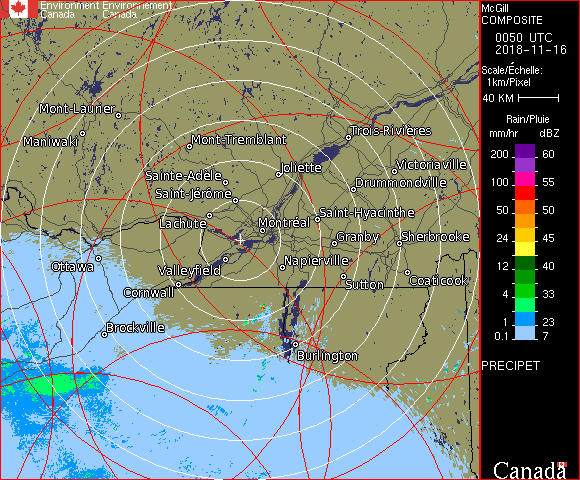 Environment Environnement
Canada Canada
McGill
COMPOSITE
0050 UTC
2018-11-16
Scale/Échelle:
1km/Pixel
40 KM
Rain/Pluie
mm/hr dBZ
200 60
55
100 55
50 50
24 45
12 40
8 33
4 33
1 23
0.1 7
PRECIPET
Canada
Mont-Laurier
Maniwaki
Mont-Tremblant
Trois-Rivières
Sainte-Adèle
Joliette
Victoriaville
Saint-Jérôme
Drummondville
Lachute
Montréal
Saint-Hyacinthe
Granby
Sherbrooke
Ottawa
Valleyfield
Napierville
Cornwall
Sutton
Coaticook
Brockville
Burlington